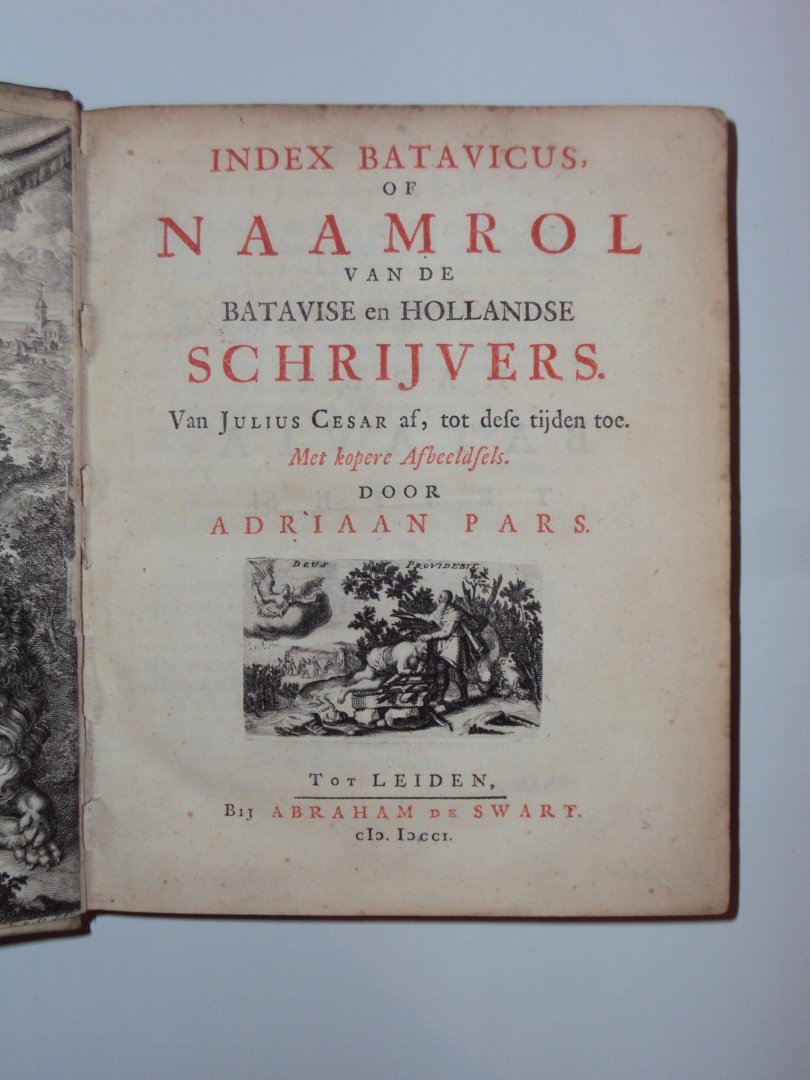 INDEX BATAVICUS,
OF
NAAMROL
VAN DE
BATAVISE en HOLLANDSE
SCHRIJVERS.
Van JULIUS CESAR af, tot deſe tijden toe.
Met kopere Afbeeldſels.
DOOR
ADRIAAN PARS.
DEUS PROVIDEBIT
TOT LEIDEN,
BIJ ABRAHAM DE SWART.
cIↄ. Iↄccı.